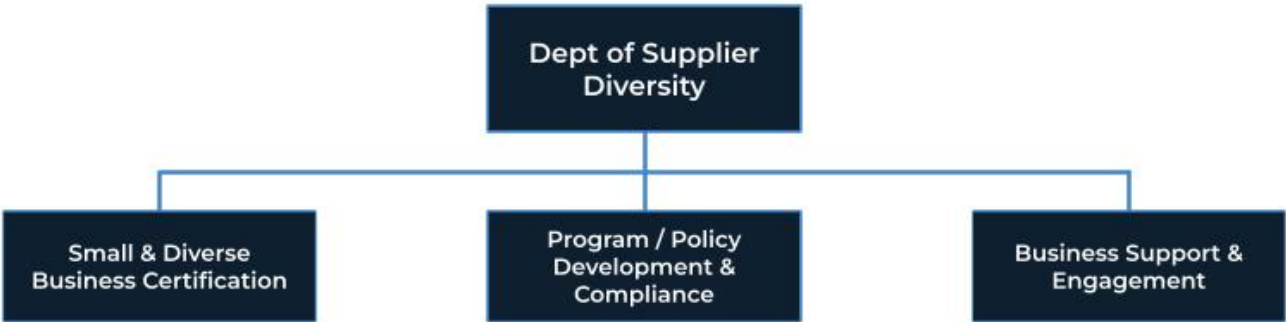 Dept of Supplier
Diversity
Small & Diverse
Business Certification
Program / Policy
Development &
Compliance
Business Support &
Engagement